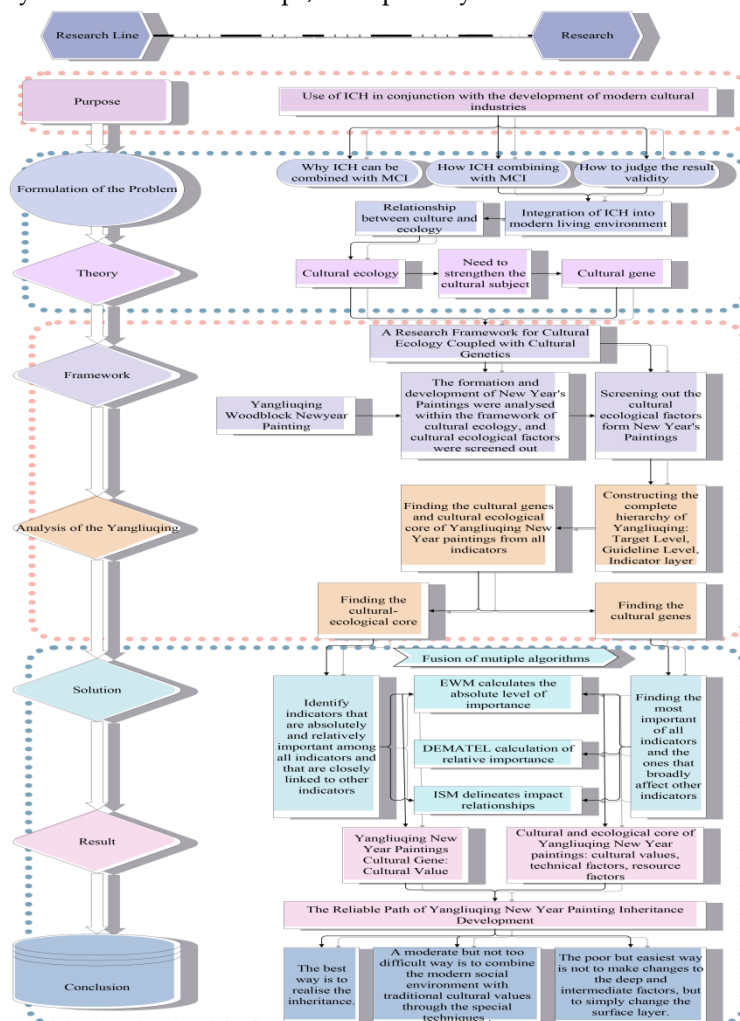 Research Line
Research
Purpose
Use of ICH in conjunction with the development of modern cultural
industries
Formulation of the Problem
Why ICH can be
combined with MCI
How ICH combining
with MCI
How to judge the result
validity
Relationship
between culture and
ecology
Integration of ICH into
modern living environment
Theory
Cultural ecology
Need to
strengthen the
cultural subject
Cultural gene
Framework
A Research Framework for Cultural
Ecology Coupled with Cultural
Genetics
Yangliuqing
Woodblock Newyear
Painting
The formation and
development of New Year's
Paintings were analysed
within the framework of
cultural ecology, and
cultural ecological factors
were screened out
Screening out the
cultural
ecological factors
form New Year's
Paintings
Analysis of the Yangliuqing
Finding the cultural genes
and cultural ecological
core of Yangliuqing New
Year paintings from all
indicators
Constructing the
complete
hierarchy of
Yangliuqing:
Target Level,
Guideline Level,
Indicator layer
Finding the
cultural-
ecological core
Finding the
cultural genes
Fusion of mutiple algorithms
Solution
Identify
indicators that
are absolutely
and relatively
important among
all indicators and
that are closely
linked to other
indicators
EWM calculates the
absolute level of
importance
DEMATEL calculation of
relative importance
ISM delineates impact
relationships
Finding the
most
important
of all
indicators
and the
ones that
broadly
affect other
indicators
Result
Yangliuqing New
Year Paintings
Cultural Gene:
Cultural Value
Cultural and ecological core of
Yangliuqing New Year
paintings: cultural values,
technical factors, resource
factors
The Reliable Path of Yangliuqing New Year Painting Inheritance
Development
Conclusion
The best
way is to
realise the
inheritance.
A moderate but not too
difficult way is to combine
the modern social
environment with
traditional cultural values
through the special
techniques .
The poor but easiest way
is not to make changes to
the deep and
intermediate factors, but
to simply change the
surface layer.